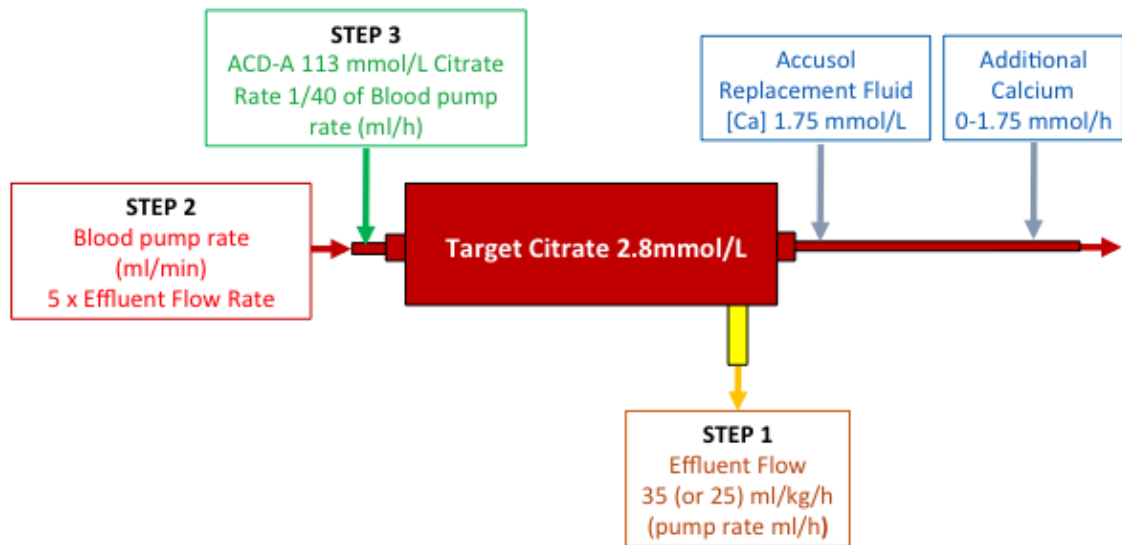 STEP 3
ACD-A 113 mmol/L Citrate
Rate 1/40 of Blood pump
rate (ml/h)
Accusol
Replacement Fluid
[Ca] 1.75 mmol/L
Additional
Calcium
0-1.75 mmol/h
STEP 2
Blood pump rate
(ml/min)
5 x Effluent Flow Rate
Target Citrate 2.8mmol/L
STEP 1
Effluent Flow
35 (or 25) ml/kg/h
(pump rate ml/h)